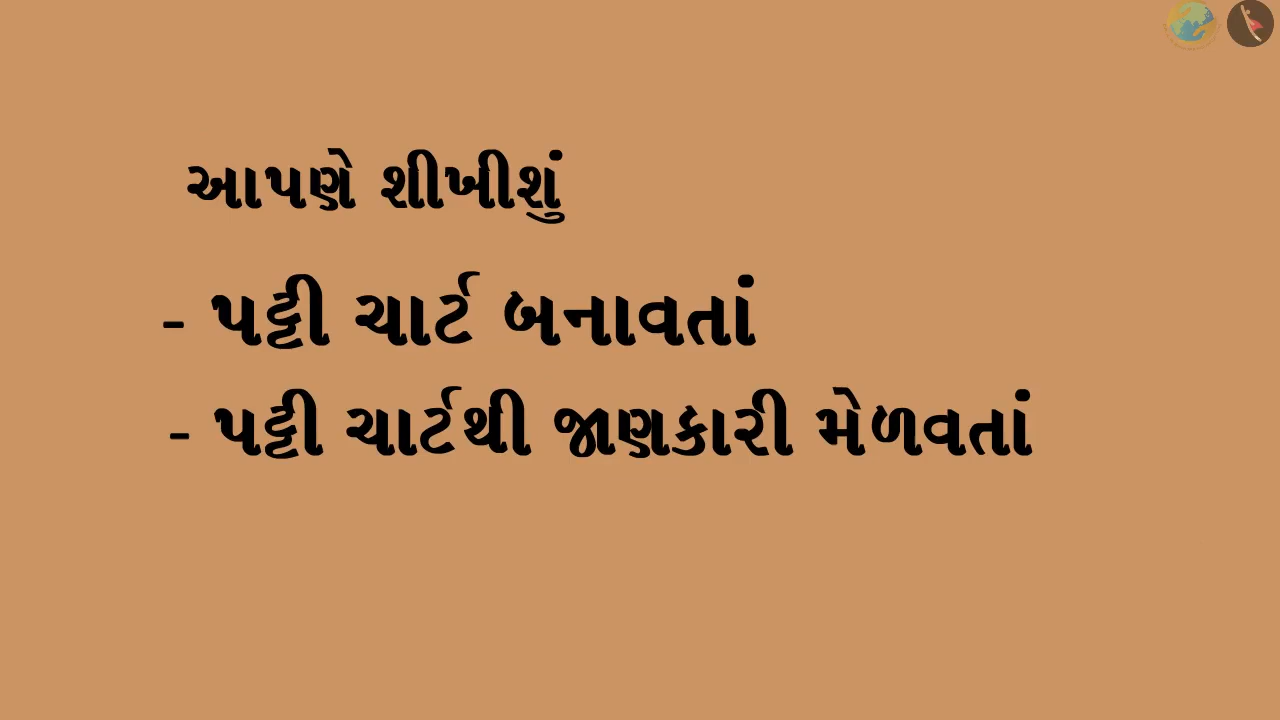 આપણે શીખીશું
- પટ્ટી ચાર્ટ બનાવતાં
- પટ્ટી ચાર્ટથી જાણકારી મેળવતાં